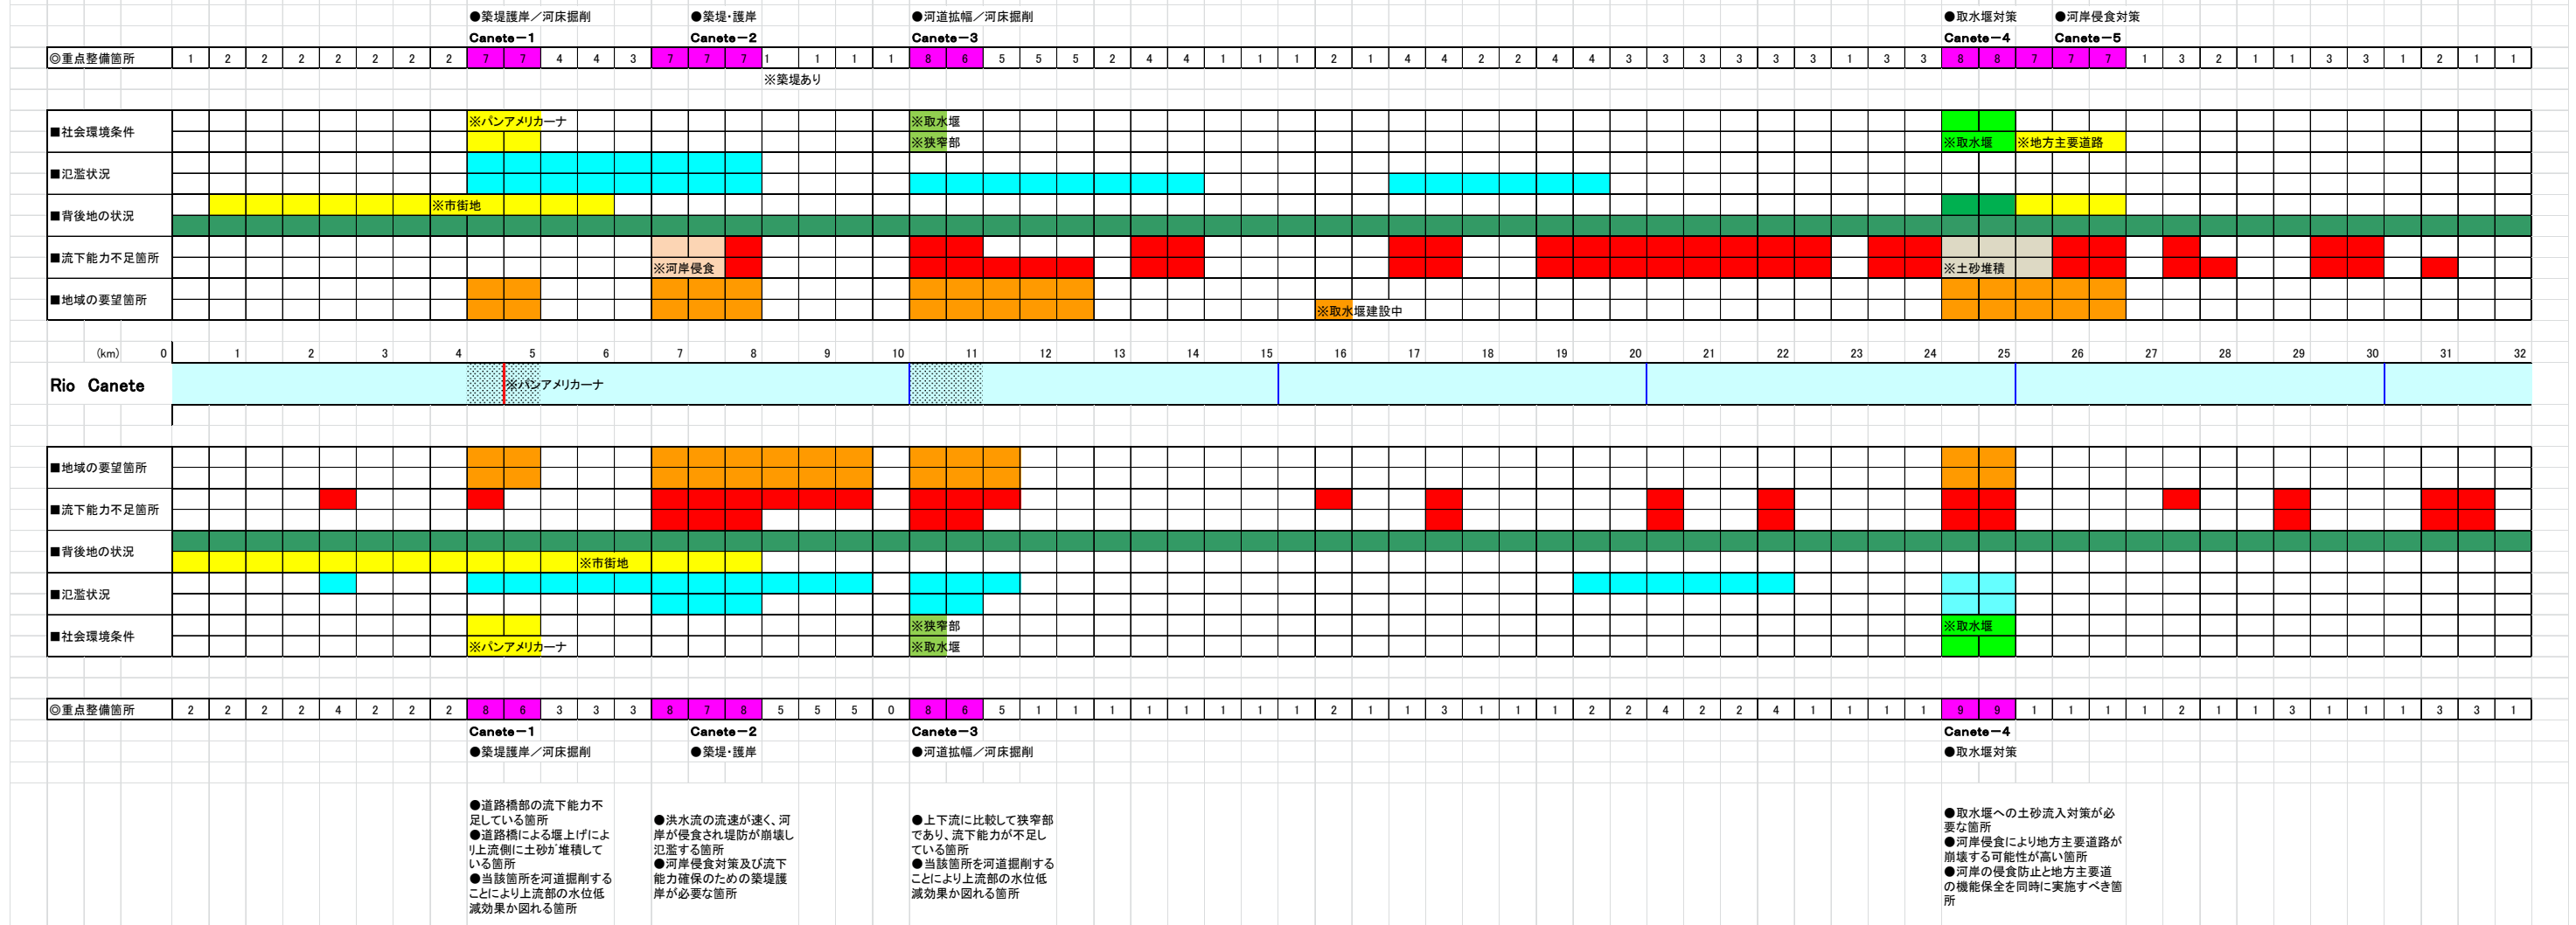 ●築堤護岸／河床掘削 ●築堤・護岸 ●河道拡幅／河床掘削 ●取水堰対策 ●河岸侵食対策
Canete－1 Canete－2 Canete－3 Canete－4 Canete－5
◎重点整備箇所 1 2 2 2 2 2 2 2 7 7 4 4 3 7 7 7 1 1 1 1 8 6 5 5 5 2 4 4 1 1 1 2 1 4 4 2 2 4 4 3 3 3 3 3 3 1 3 3 8 8 7 7 7 1 3 2 1 1 3 3 1 2 1 1
※築堤あり
■社会環境条件 ※パンアメリカーナ ※取水堰
※狭窄部 ※取水堰 ※地方主要道路
■氾濫状況
■背後地の状況 ※市街地
■流下能力不足箇所 ※河岸侵食 ※土砂堆積
■地域の要望箇所 ※取水堰建設中
(km) 0 1 2 3 4 5 6 7 8 9 10 11 12 13 14 15 16 17 18 19 20 21 22 23 24 25 26 27 28 29 30 31 32
Rio Canete ※パンアメリカーナ
■地域の要望箇所
■流下能力不足箇所
■背後地の状況 ※市街地
■氾濫状況
■社会環境条件 ※狭窄部 ※取水堰
※パンアメリカーナ ※取水堰
◎重点整備箇所 2 2 2 2 4 2 2 2 8 6 3 3 3 8 7 8 5 5 5 0 8 6 5 1 1 1 1 1 1 1 1 2 1 1 3 1 1 1 2 2 4 2 2 4 1 1 1 1 9 9 1 1 1 1 2 1 1 3 1 1 1 3 3 1
Canete－1 Canete－2 Canete－3 Canete－4
●築堤護岸／河床掘削 ●築堤・護岸 ●河道拡幅／河床掘削 ●取水堰対策
●道路橋部の流下能力不
足している箇所
●道路橋による堰上げによ
り上流側に土砂が堆積して
いる箇所
●当該箇所を河道掘削する
ことにより上流部の水位低
減効果か図れる箇所
●洪水流の流速が速く、河
岸が侵食され堤防が崩壊し
氾濫する箇所
●河岸侵食対策及び流下
能力確保のための築堤護
岸が必要な箇所
●上下流に比較して狭窄部
であり、流下能力が不足し
ている箇所
●当該箇所を河道掘削する
ことにより上流部の水位低
減効果か図れる箇所
●取水堰への土砂流入対策が必
要な箇所
●河岸侵食により地方主要道路が
崩壊する可能性が高い箇所
●河岸の侵食防止と地方主要道
の機能保全を同時に実施すべき箇
所